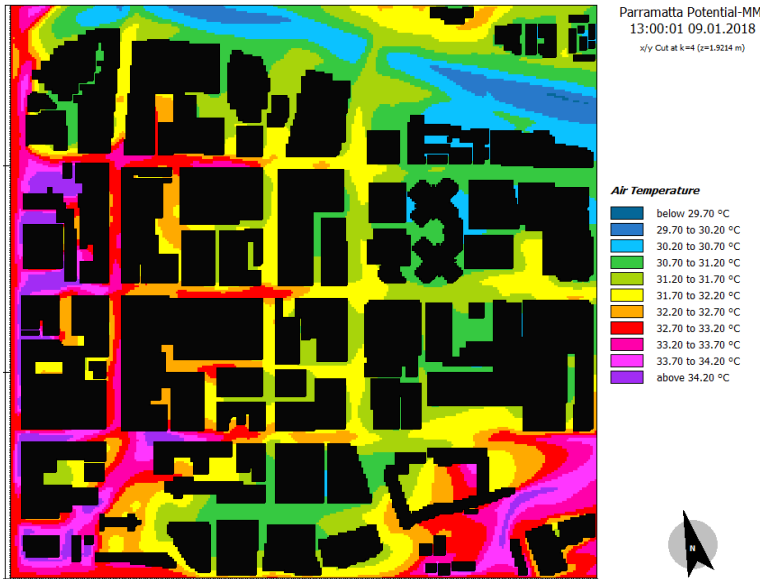 Parramatta Potential-MM
13:00:01 09.01.2018
x/y Cut at k=4 (z=1.9214 m)
Air Temperature
below 29.70 °C
29.70 to 30.20 °C
30.20 to 30.70 °C
30.70 to 31.20 °C
31.20 to 31.70 °C
31.70 to 32.20 °C
32.20 to 32.70 °C
32.70 to 33.20 °C
33.20 to 33.70 °C
33.70 to 34.20 °C
above 34.20 °C
N